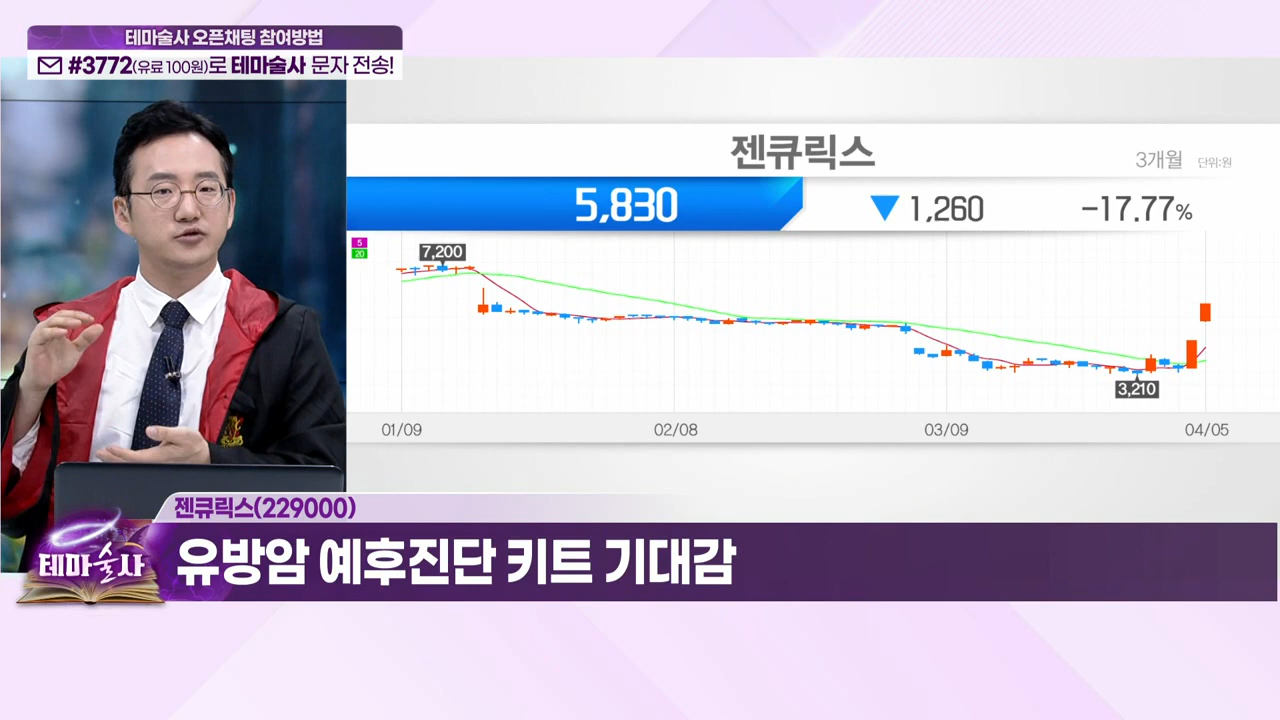 테마술사 오픈채팅 참여방법
#3772(유료 100원)로 테마술사 문자 전송!
젠큐릭스
3개월 단위:원
5,830 ▼ 1,260 -17.77%
5
20
7,200
3,210
01/09 02/08 03/09 04/05
젠큐릭스(229000)
테마술사
유방암 예후진단 키트 기대감